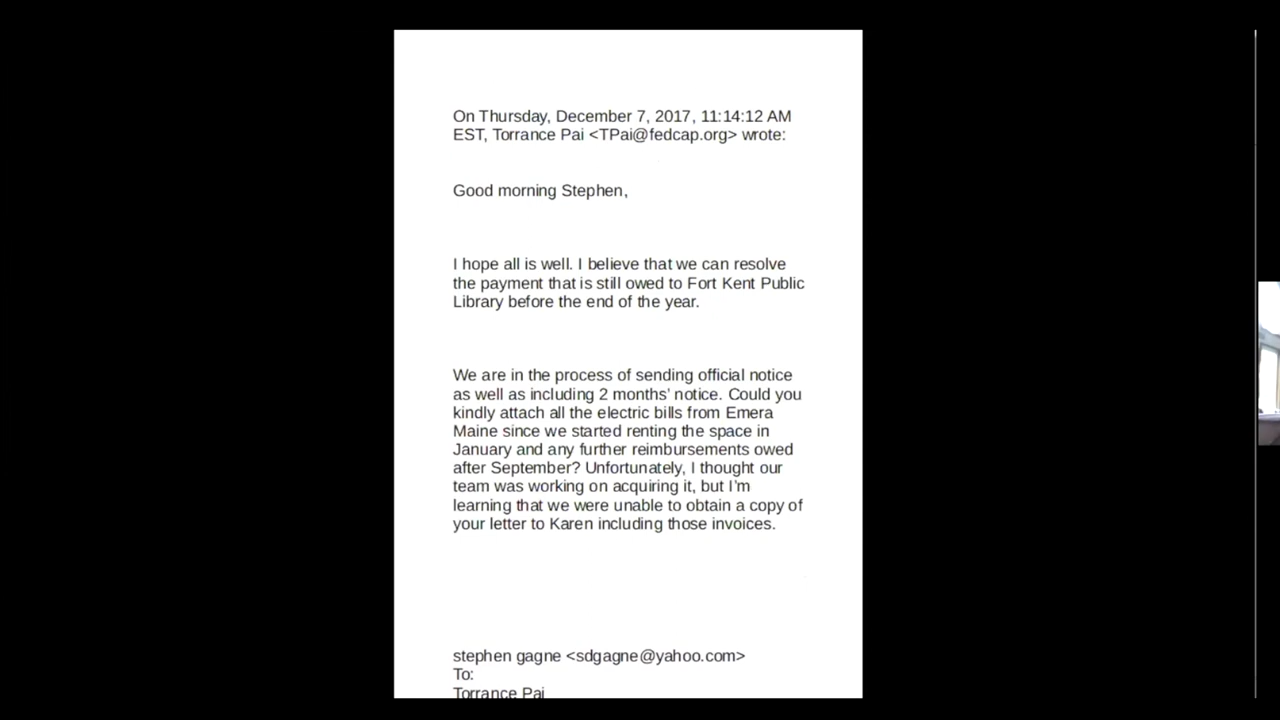 On Thursday, December 7, 2017, 11:14:12 AM
EST, Torrance Pai <TPai@fedcap.org> wrote:
Good morning Stephen,
I hope all is well. I believe that we can resolve
the payment that is still owed to Fort Kent Public
Library before the end of the year.
We are in the process of sending official notice
as well as including 2 months' notice. Could you
kindly attach all the electric bills from Emera
Maine since we started renting the space in
January and any further reimbursements owed
after September? Unfortunately, I thought our
team was working on acquiring it, but I'm
learning that we were unable to obtain a copy of
your letter to Karen including those invoices.
stephen gagne <sdgagne@yahoo.com>
To:
Torrance Pai